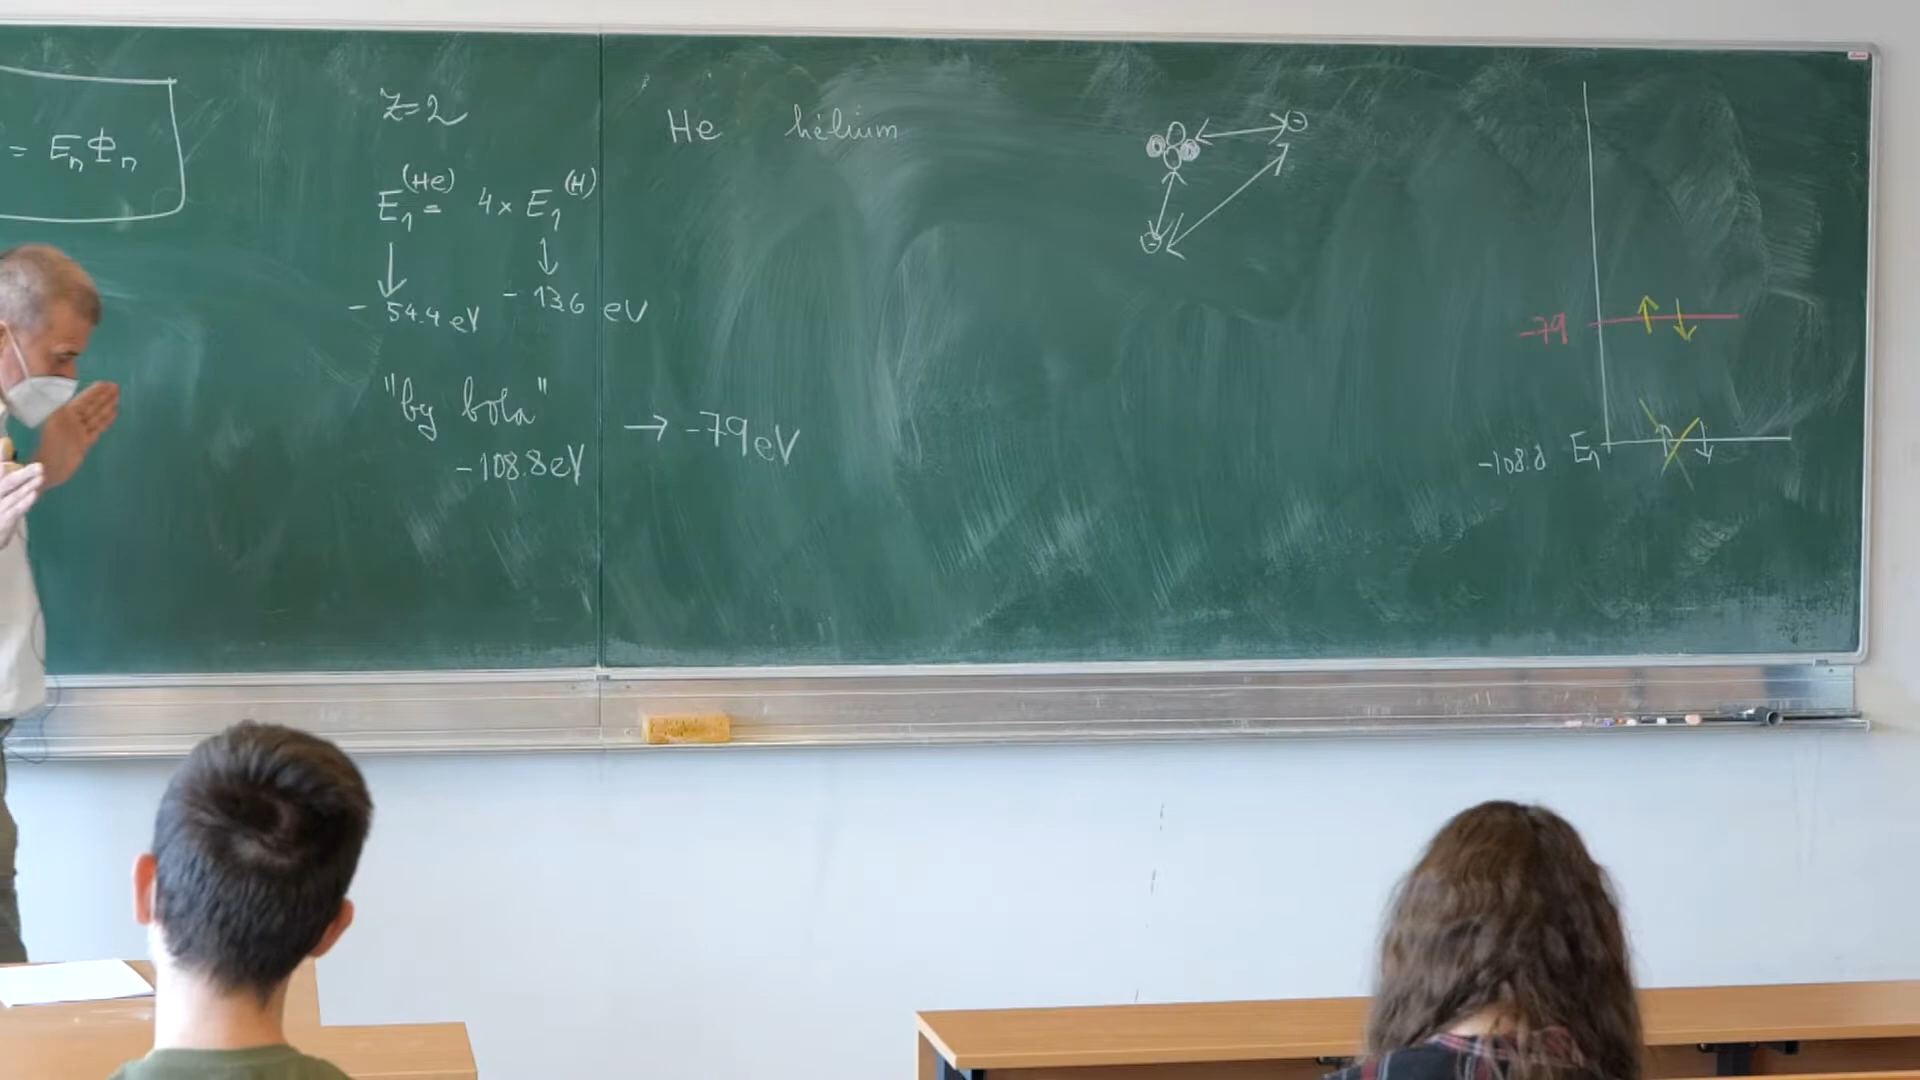 = EnΦn
Z=2
E1(He) = 4 x E1(H)
- 54.4 eV - 13.6 eV
"by bola"
-108.8eV → -79eV
He hélium
-79
-108.8 E1